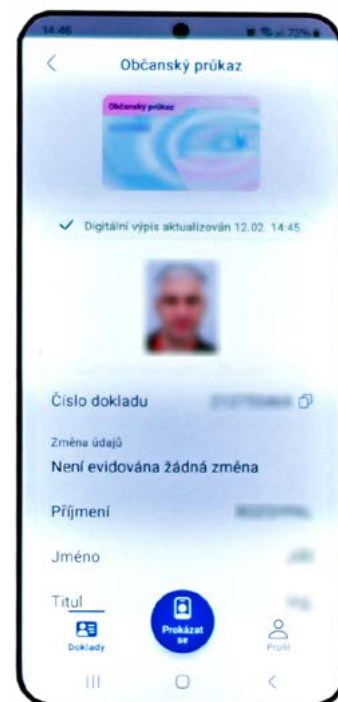 14:46
73%
Občanský průkaz
Občanský průkaz
Digitální výpis aktualizován 12.02. 14:45
Číslo dokladu
Změna údajů
Není evidována žádná změna
Příjmení
Jméno
Titul
Doklady
Prokázat
se
Profil